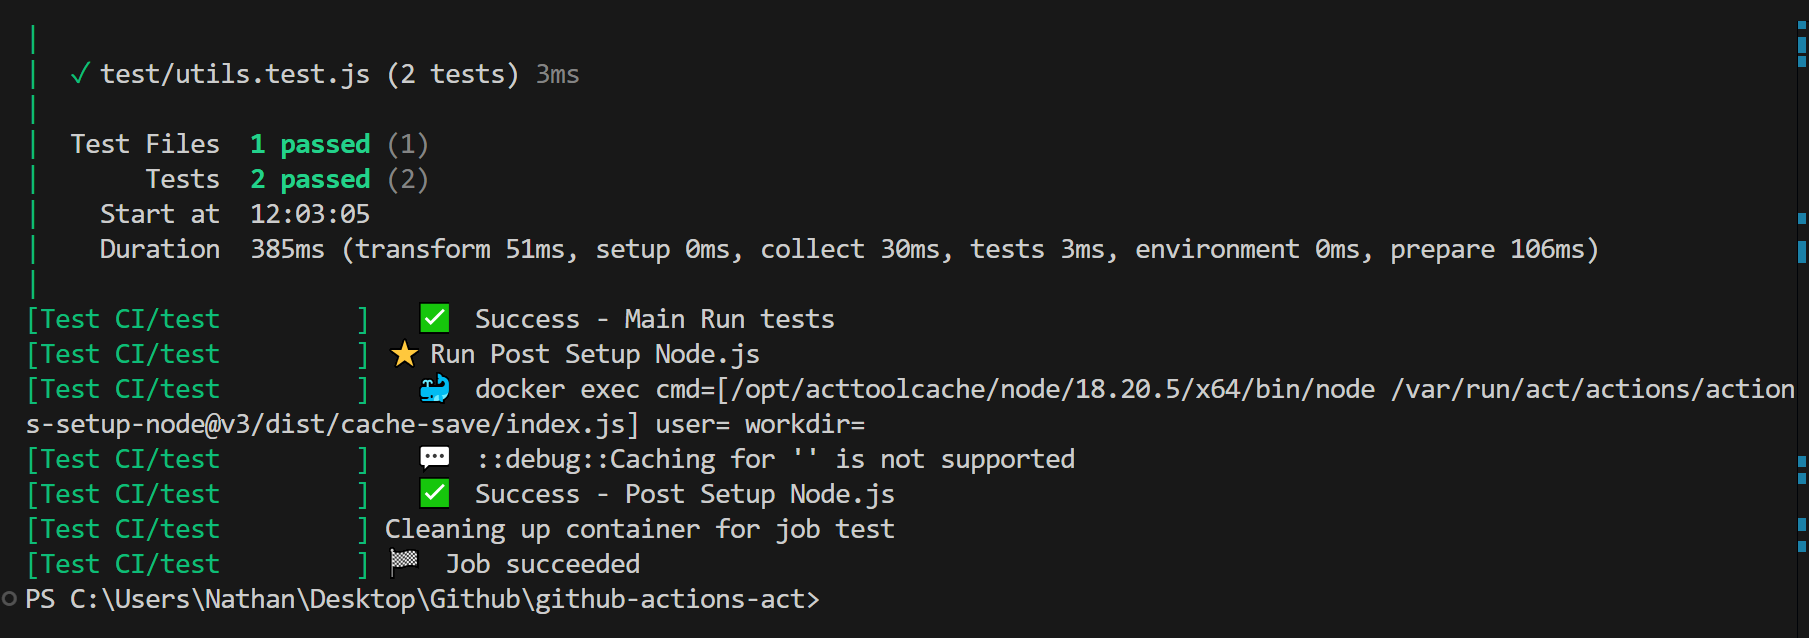 |
|  ✓ test/utils.test.js (2 tests) 3ms
|
|  Test Files  1 passed (1)
|       Tests  2 passed (2)
|    Start at  12:03:05
|    Duration  385ms (transform 51ms, setup 0ms, collect 30ms, tests 3ms, environment 0ms, prepare 106ms)
|
[Test CI/test         ]   ✅  Success - Main Run tests
[Test CI/test         ] ⭐ Run Post Setup Node.js
[Test CI/test         ]   🐳  docker exec cmd=[/opt/acttoolcache/node/18.20.5/x64/bin/node /var/run/act/actions/action
s-setup-node@v3/dist/cache-save/index.js] user= workdir=
[Test CI/test         ]   💬  ::debug::Caching for '' is not supported
[Test CI/test         ]   ✅  Success - Post Setup Node.js
[Test CI/test         ] Cleaning up container for job test
[Test CI/test         ] 🏁  Job succeeded
PS C:\Users\Nathan\Desktop\Github\github-actions-act>